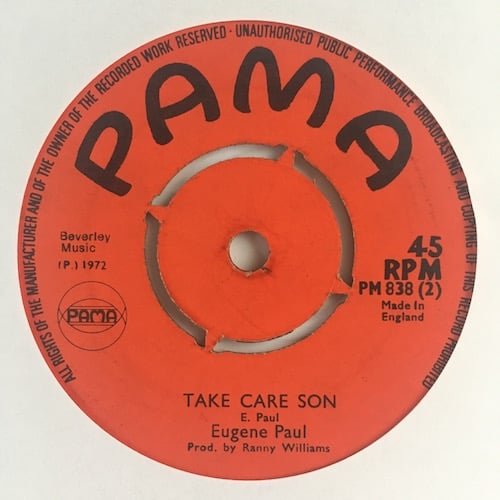 ALL RIGHTS OF THE MANUFACTURER AND OF THE OWNER OF THE RECORDED WORK RESERVED · UNAUTHORISED PUBLIC PERFORMANCE BROADCASTING AND COPYING OF THIS RECORD PROHIBITED
PAMA
Beverley
Music
(P.) 1972
45
RPM
PM 838 (2)
Made In
England
PAMA
TAKE CARE SON
E. Paul
Eugene Paul
Prod. by Ranny Williams